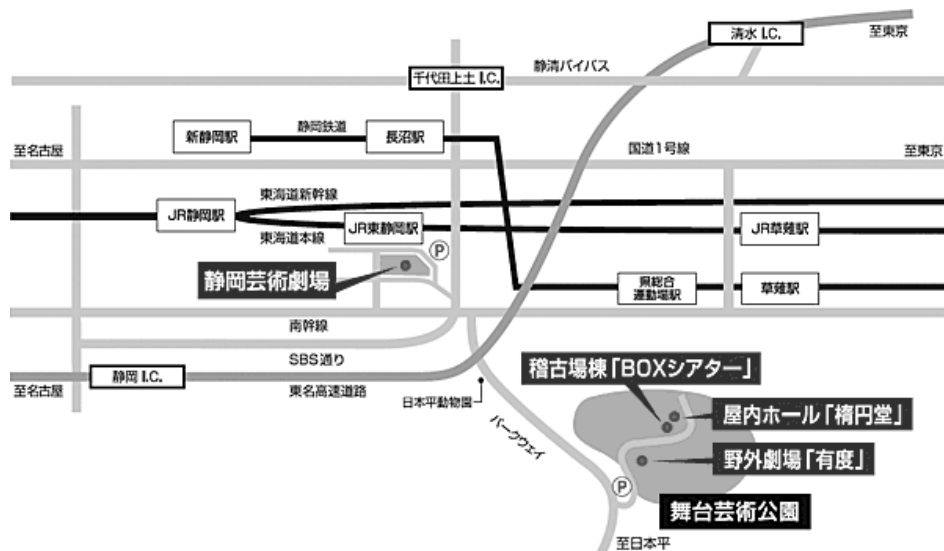 至東京
清水 I.C.
静清バイパス
千代田上土 I.C.
新静岡駅
静岡鉄道
長沼駅
至名古屋
国道1号線
至東京
東海道新幹線
JR静岡駅
東海道本線
JR東静岡駅
JR草薙駅
P
静岡芸術劇場
県総合
運動場駅
草薙駅
南幹線
SBS通り
静岡 I.C.
至名古屋
東名高速道路
日本平動物園
パークウェイ
稽古場棟「BOXシアター」
屋内ホール「楕円堂」
野外劇場「有度」
P
舞台芸術公園
至日本平